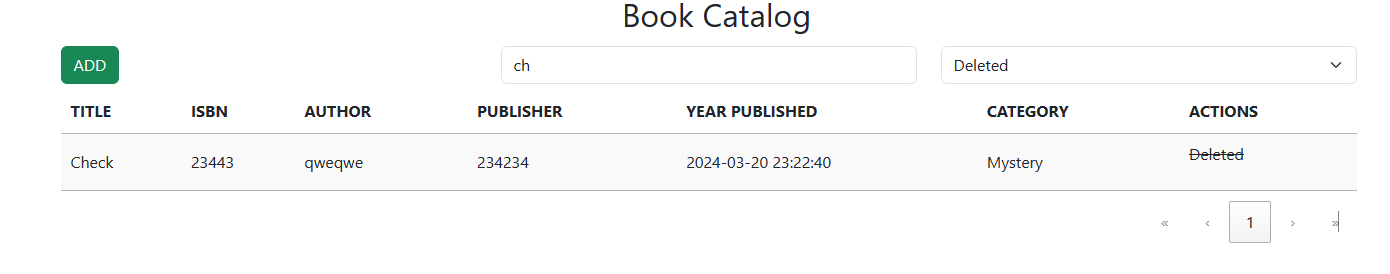 Book Catalog
ADD ch Deleted
TITLE ISBN AUTHOR PUBLISHER YEAR PUBLISHED CATEGORY ACTIONS
Check 23443 qweqwe 234234 2024-03-20 23:22:40 Mystery Deleted
« ‹ 1 › »